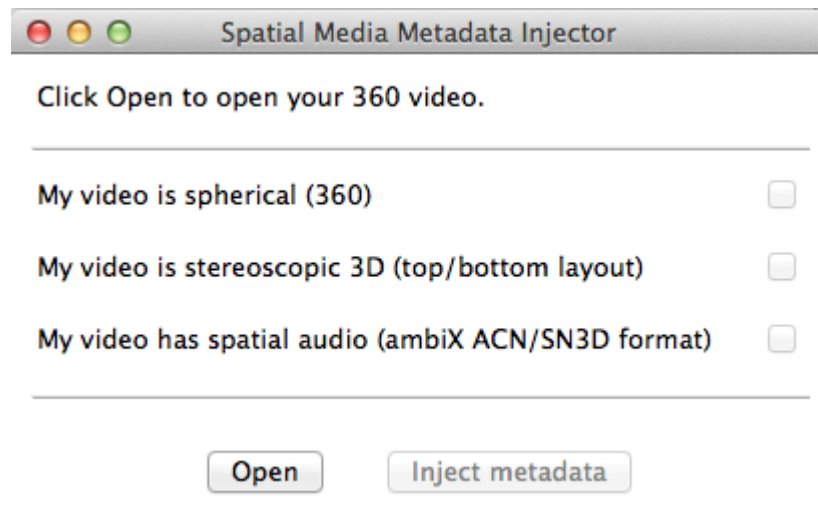 Spatial Media Metadata Injector
Click Open to open your 360 video.
My video is spherical (360)
My video is stereoscopic 3D (top/bottom layout)
My video has spatial audio (ambiX ACN/SN3D format)
Open Inject metadata